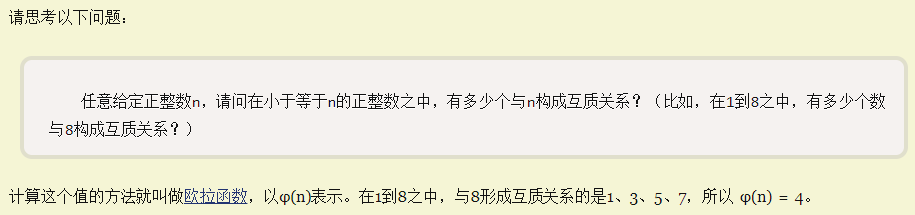 请思考以下问题：
任意给定正整数n，请问在小于等于n的正整数之中，有多少个与n构成互质关系？（比如，在1到8之中，有多少个数
与8构成互质关系？）
计算这个值的方法就叫做欧拉函数，以φ(n)表示。在1到8之中，与8形成互质关系的是1、3、5、7，所以 φ(n) = 4。